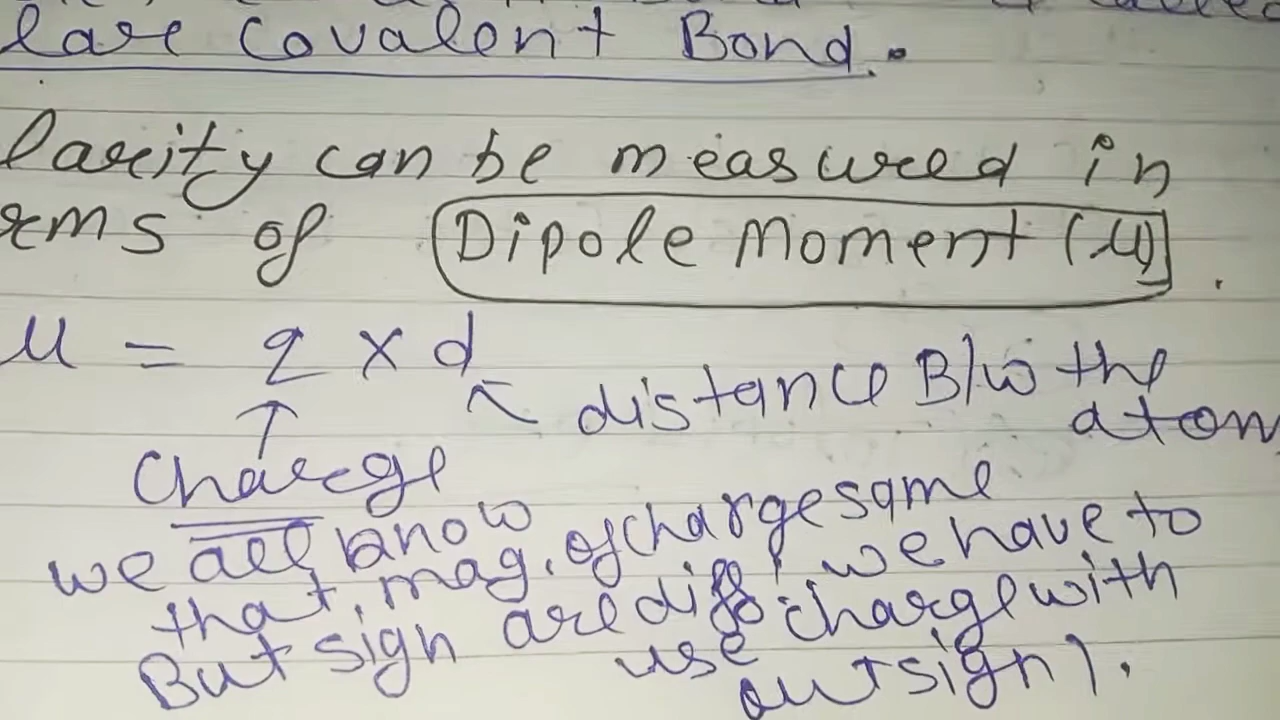 lar Covalent Bond.
larity can be measured in
rms of Dipole Moment (μ).
μ = q × d
distance B/w the
atom
Charge
we all know
that, mag. of charge same
But sign are diff. we have to
use charge with
out sign).